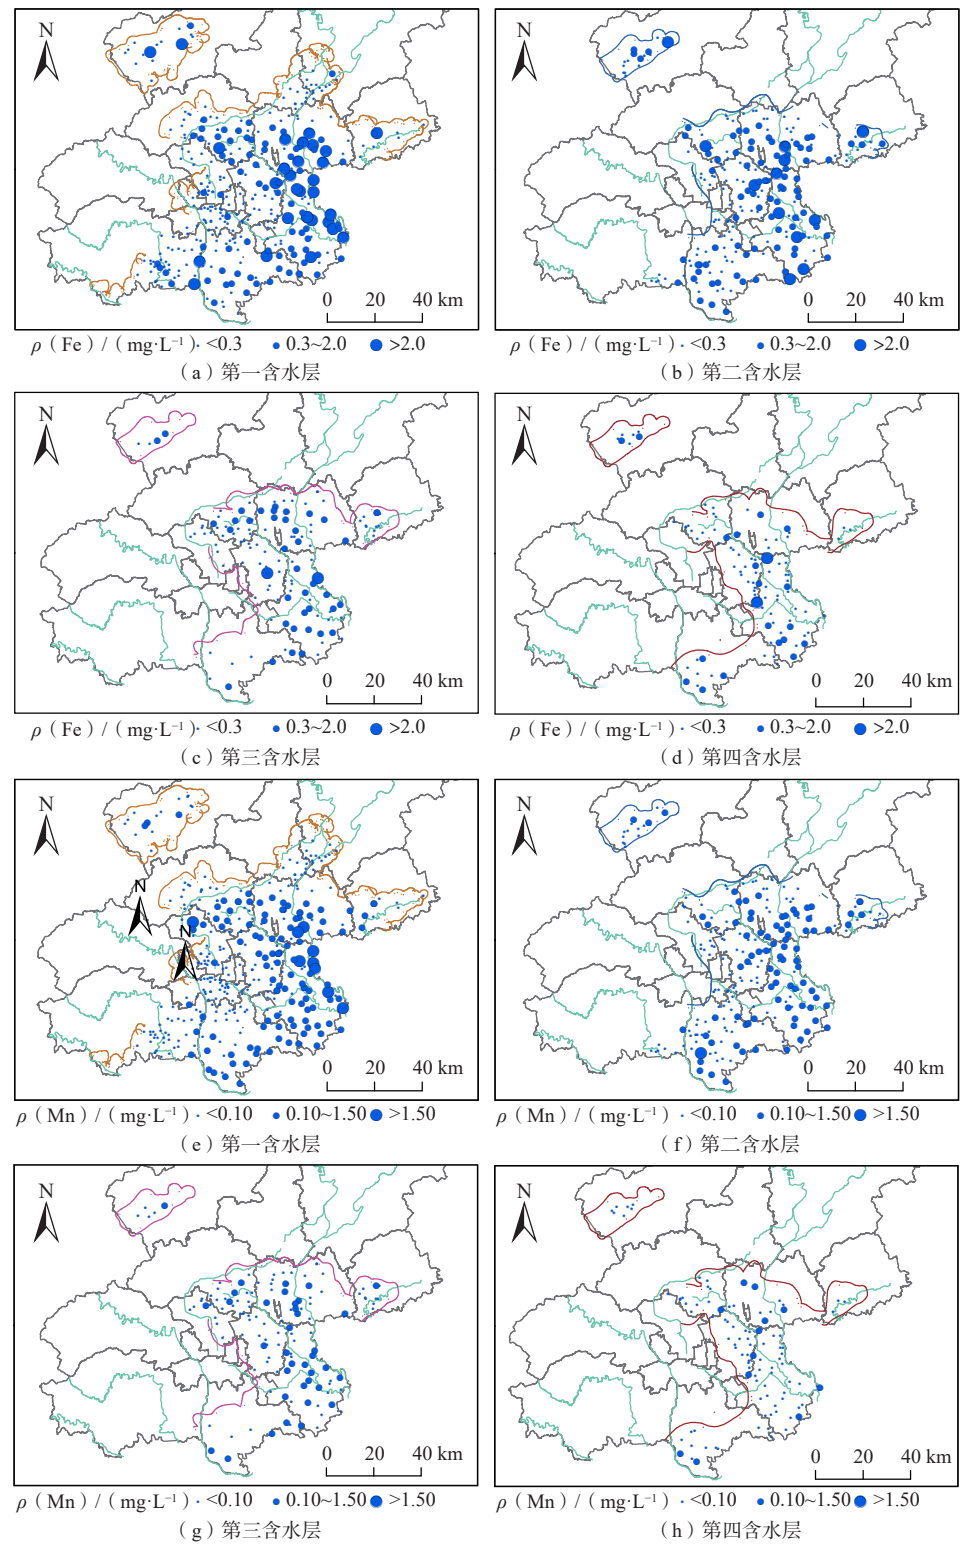 N
N
0 20 40 km
0 20 40 km
ρ（Fe）/（mg·L⁻¹） <0.3 0.3~2.0 >2.0
ρ（Fe）/（mg·L⁻¹） <0.3 0.3~2.0 >2.0
（a）第一含水层
（b）第二含水层
N
N
0 20 40 km
0 20 40 km
ρ（Fe）/（mg·L⁻¹） <0.3 0.3~2.0 >2.0
ρ（Fe）/（mg·L⁻¹） <0.3 0.3~2.0 >2.0
（c）第三含水层
（d）第四含水层
N
N
N
N
0 20 40 km
0 20 40 km
ρ（Mn）/（mg·L⁻¹） <0.10 0.10~1.50 >1.50
ρ（Mn）/（mg·L⁻¹） <0.10 0.10~1.50 >1.50
（e）第一含水层
（f）第二含水层
N
N
0 20 40 km
0 20 40 km
ρ（Mn）/（mg·L⁻¹） <0.10 0.10~1.50 >1.50
ρ（Mn）/（mg·L⁻¹） <0.10 0.10~1.50 >1.50
（g）第三含水层
（h）第四含水层